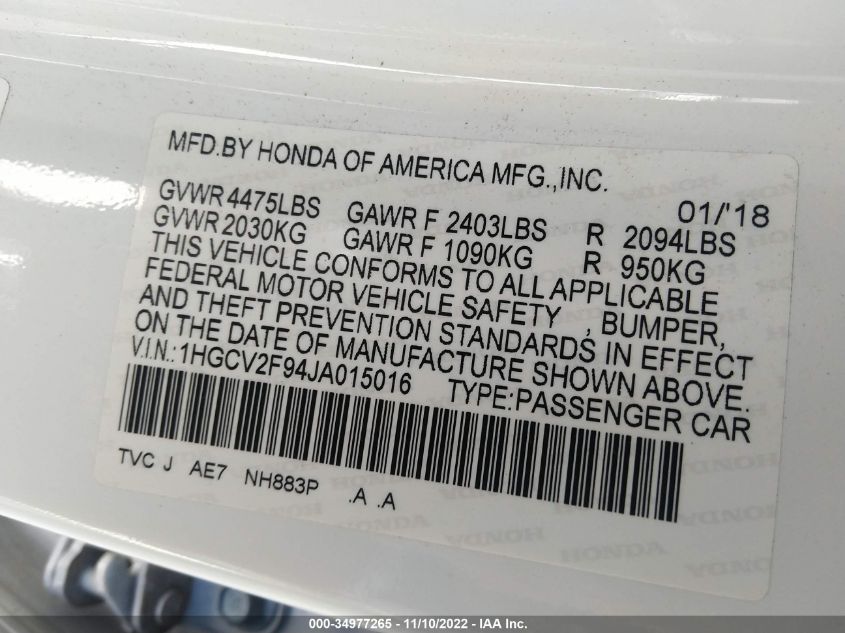 MFD.BY HONDA OF AMERICA MFG.,INC.
01/'18
GVWR 4475LBS GAWR F 2403LBS R 2094LBS
GVWR 2030KG GAWR F 1090KG R 950KG
THIS VEHICLE CONFORMS TO ALL APPLICABLE
FEDERAL MOTOR VEHICLE SAFETY , BUMPER,
AND THEFT PREVENTION STANDARDS IN EFFECT
ON THE DATE OF MANUFACTURE SHOWN ABOVE.
V.I.N.: 1HGCV2F94JA015016 TYPE:PASSENGER CAR
TVC J AE7 NH883P .A .A
HONDA
000-34977265 - 11/10/2022 - IAA Inc.